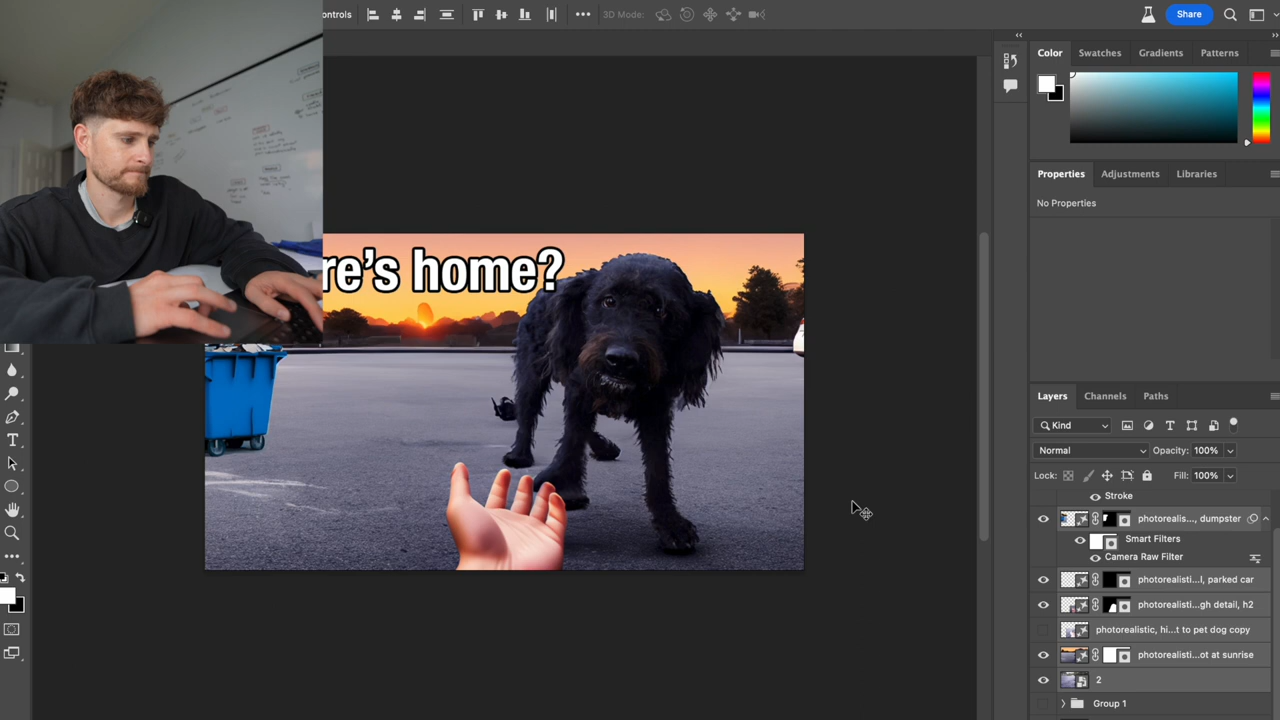 ontrols
3D Mode:
Share
Color
Swatches
Gradients
Patterns
Properties
Adjustments
Libraries
No Properties
re's home?
Layers
Channels
Paths
Kind
Normal
Opacity: 100%
Lock:
Fill: 100%
Stroke
photorealis..., dumpster
Smart Filters
Camera Raw Filter
photorealisti...l, parked car
photorealisti...gh detail, h2
photorealistic, hi...t to pet dog copy
photorealisti...ot at sunrise
2
Group 1